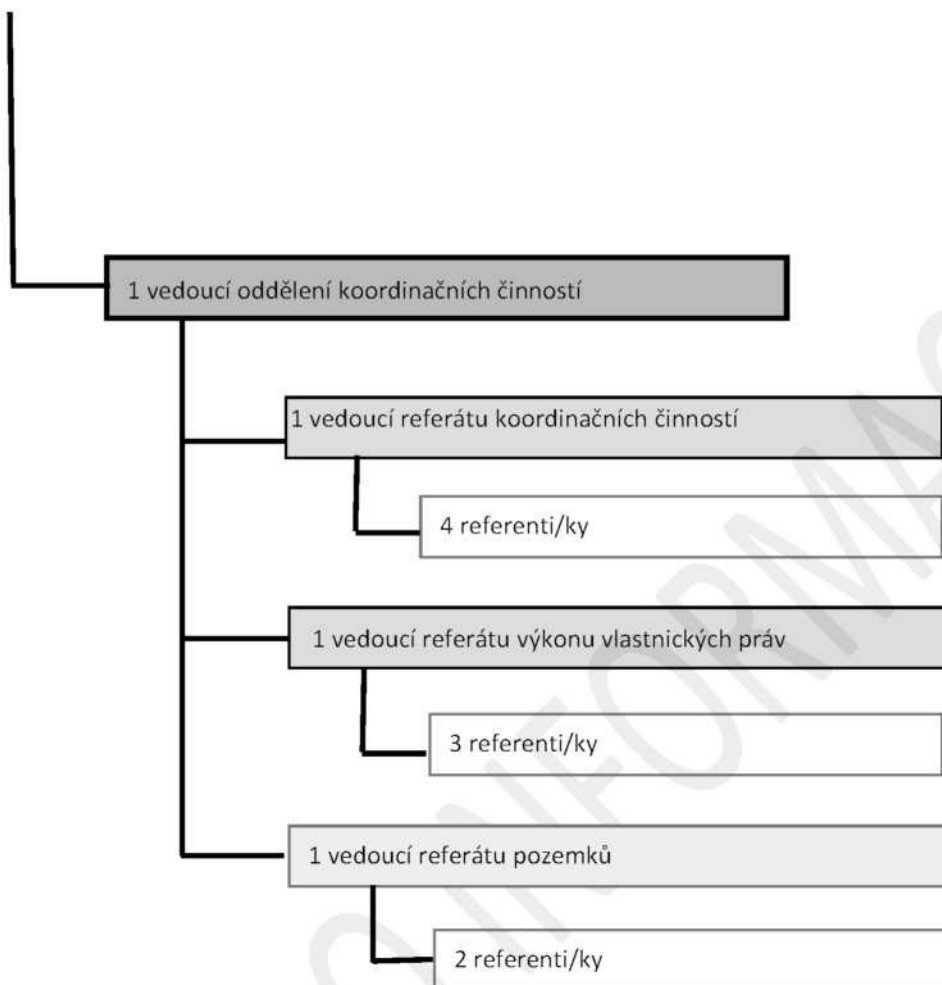 1 vedoucí oddělení koordinačních činností
1 vedoucí referátu koordinačních činností
4 referenti/ky
1 vedoucí referátu výkonu vlastnických práv
3 referenti/ky
1 vedoucí referátu pozemků
2 referenti/ky